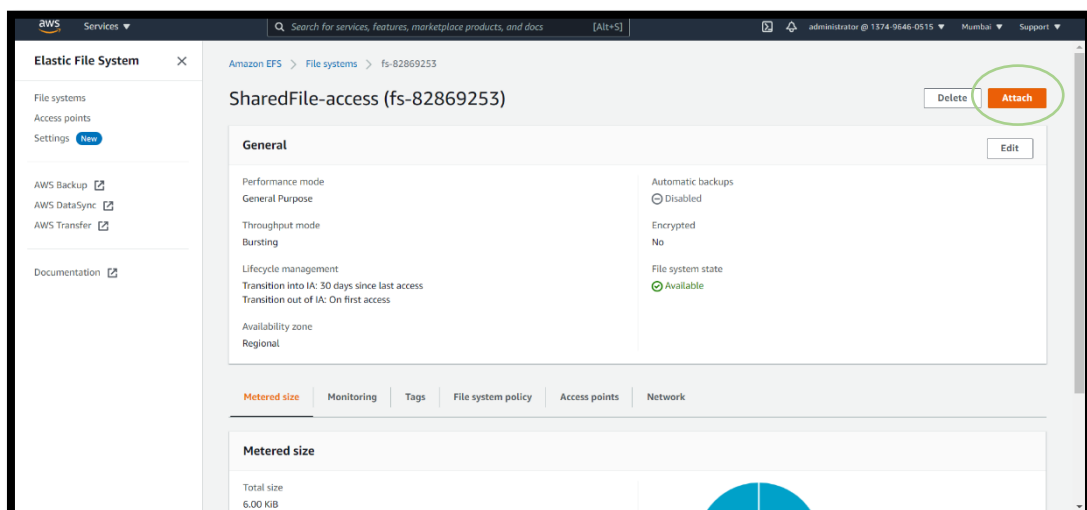 aws Services ▼ Search for services, features, marketplace products, and docs [Alt+S] administrator @ 1374-9646-0515 ▼ Mumbai ▼ Support ▼
Elastic File System
File systems
Access points
Settings New
AWS Backup
AWS DataSync
AWS Transfer
Documentation
Amazon EFS > File systems > fs-82869253
SharedFile-access (fs-82869253)
Delete Attach
General
Edit
Performance mode
General Purpose
Throughput mode
Bursting
Lifecycle management
Transition into IA: 30 days since last access
Transition out of IA: On first access
Availability zone
Regional
Automatic backups
Disabled
Encrypted
No
File system state
Available
Metered size Monitoring Tags File system policy Access points Network
Metered size
Total size
6.00 KiB